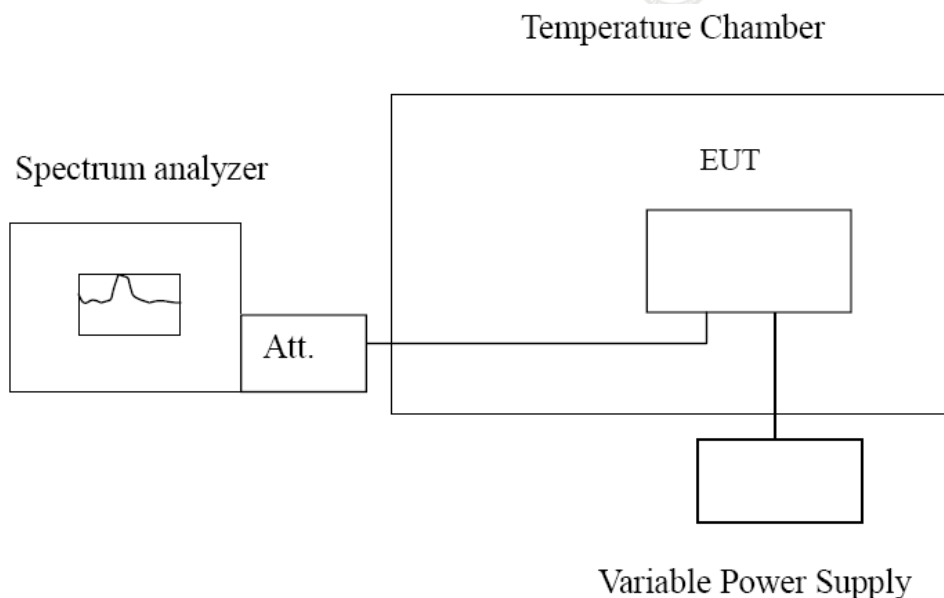 Temperature Chamber
Spectrum analyzer
EUT
Att.
Variable Power Supply